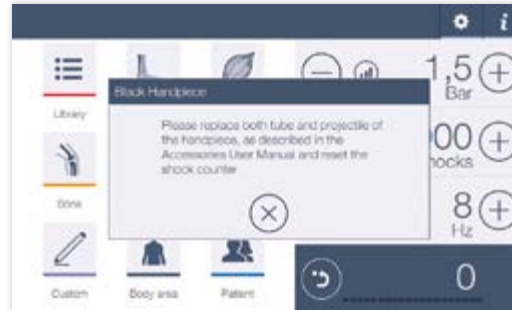 i
1,5
Bar
Library
Black Handpiece
Please replace both tube and projectile of
the handpiece, as described in the
Accessories User Manual and reset the
shock counter
00
hocks
Bone
8
Hz
Custom
Body area
Patient
0